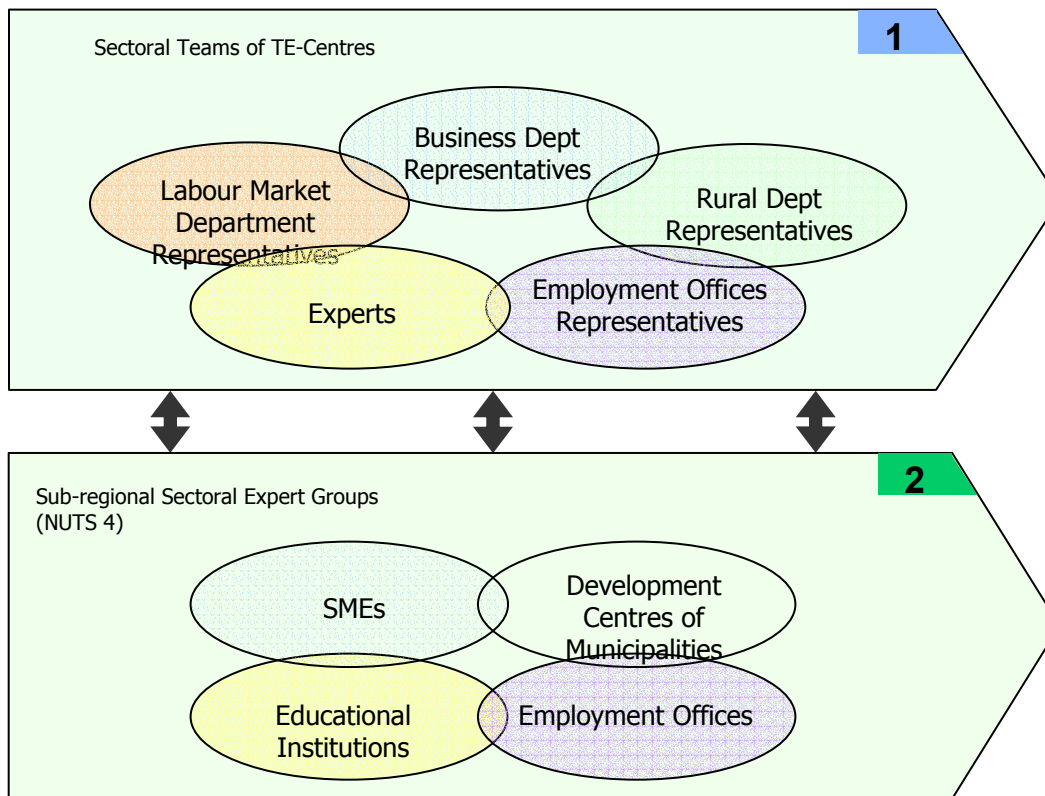 Sectoral Teams of TE-Centres
1
Business Dept
Representatives
Labour Market
Department
Representatives
Rural Dept
Representatives
Experts
Employment Offices
Representatives
2
Sub-regional Sectoral Expert Groups
(NUTS 4)
SMEs
Development
Centres of
Municipalities
Educational
Institutions
Employment Offices